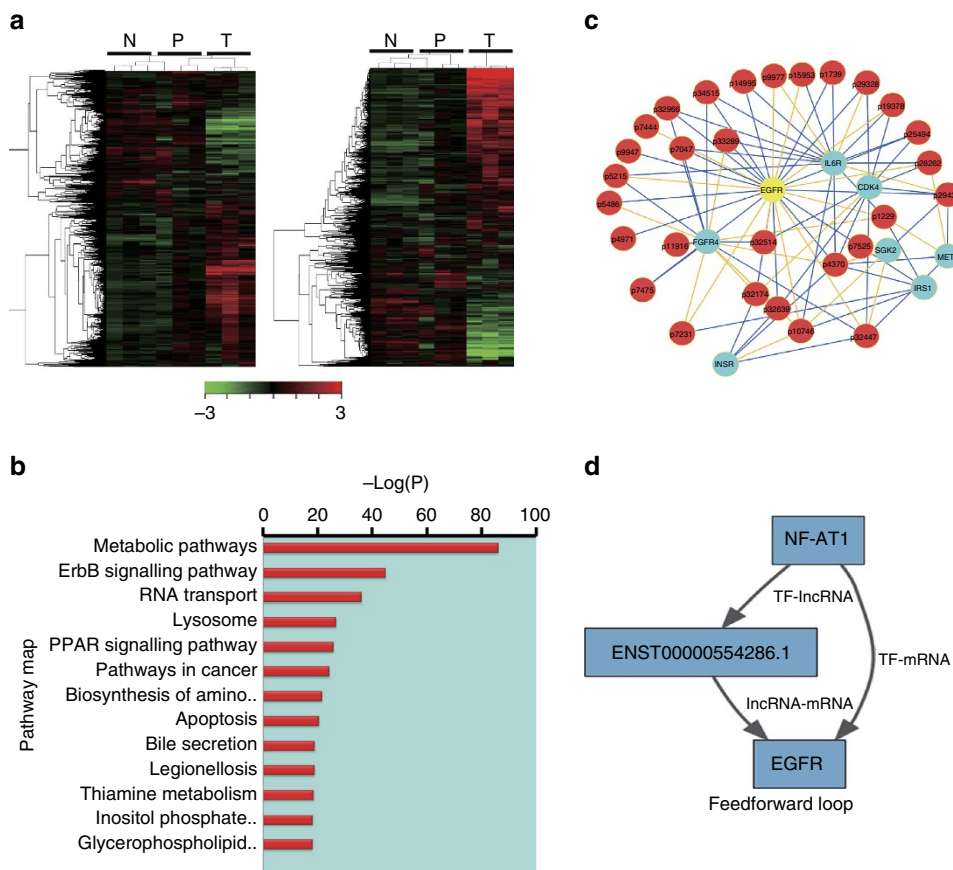 a
N P T
N P T
–3 3
b
–Log(P)
0 20 40 60 80 100
Pathway map
Metabolic pathways
ErbB signalling pathway
RNA transport
Lysosome
PPAR signalling pathway
Pathways in cancer
Biosynthesis of amino..
Apoptosis
Bile secretion
Legionellosis
Thiamine metabolism
Inositol phosphate..
Glycerophospholipid..
c
p9977
p15953
p1739
p14995
p29328
p34515
p19378
p32966
p7444
p33289
p25494
p9947
p7047
IL6R
p28262
p5215
EGFR
CDK4
p5486
p1229
p4971
p11916
FGFR4
p32514
p7525
SGK2
MET
p4370
p7475
IRS1
p32174
p32639
p7231
p10746
p32447
INSR
d
NF-AT1
TF-lncRNA
ENST00000554286.1
TF-mRNA
lncRNA-mRNA
EGFR
Feedforward loop